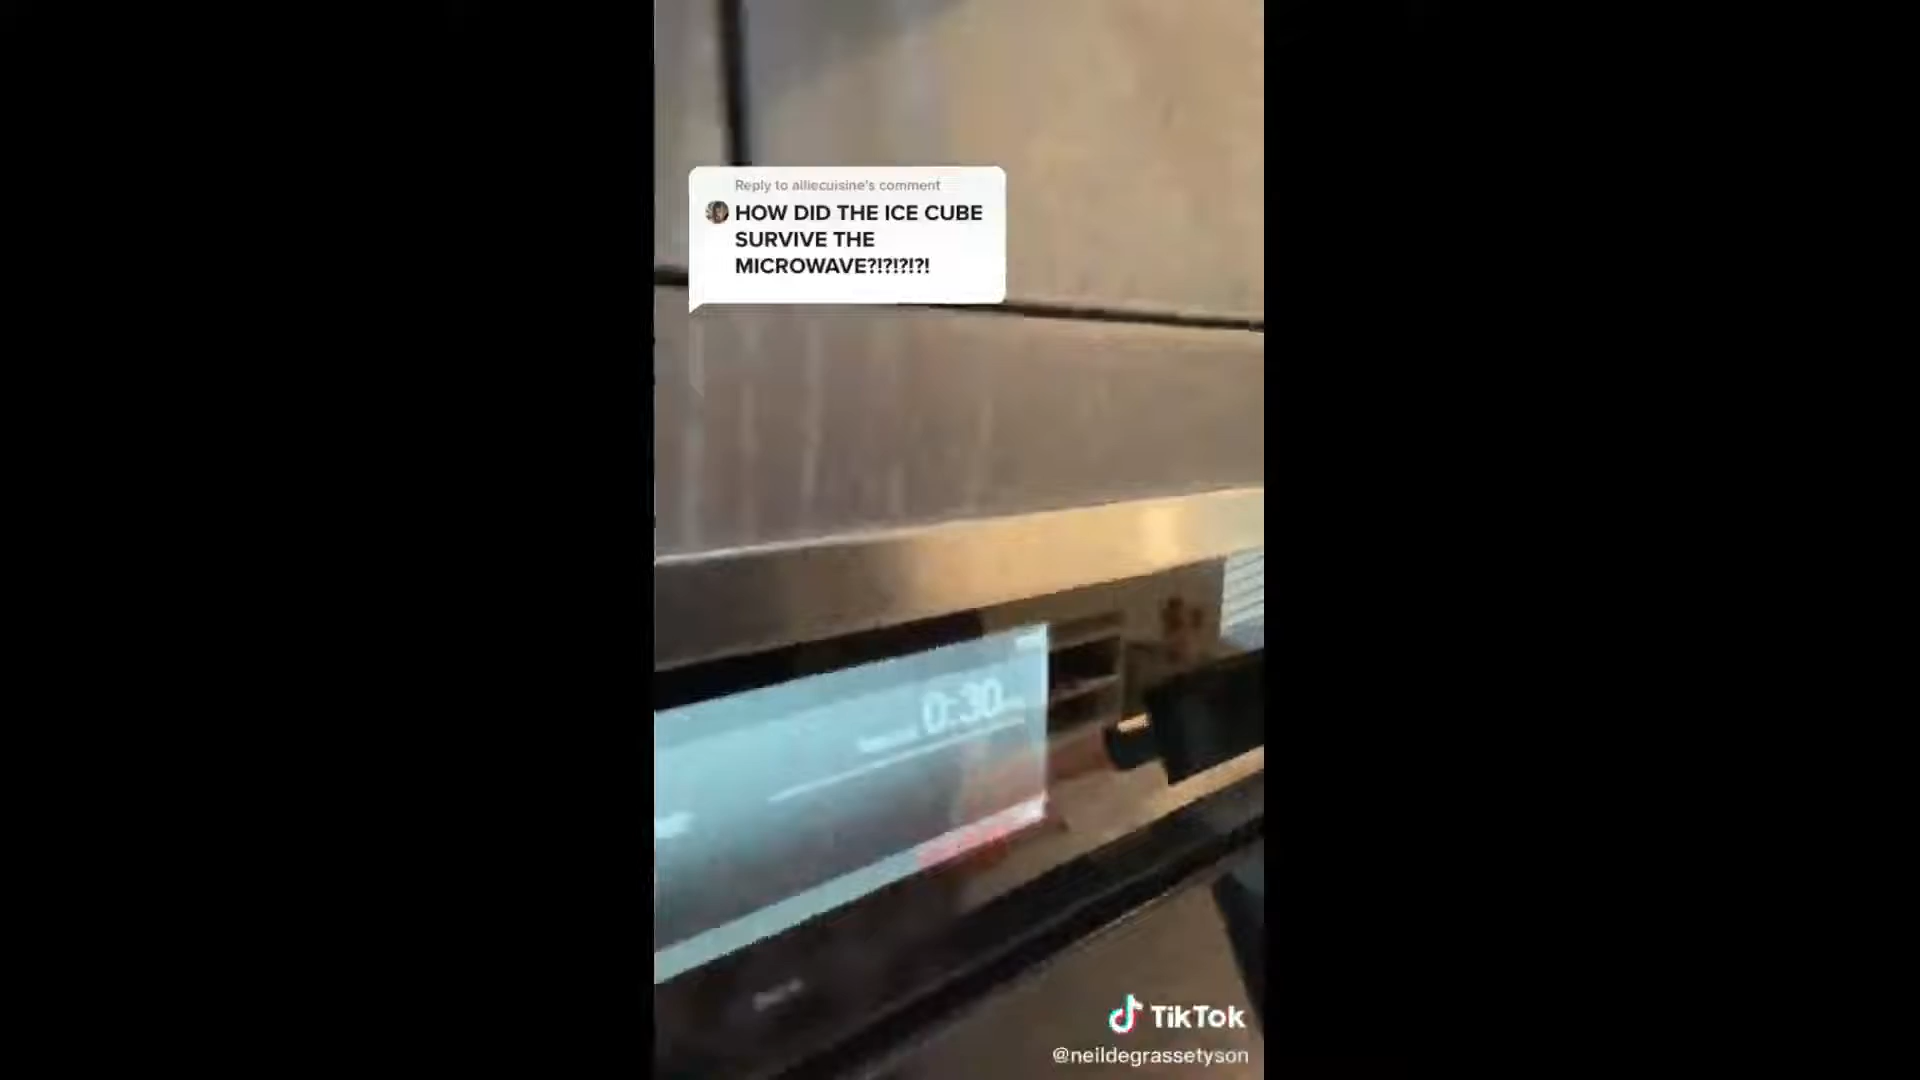 Reply to alliecuisine's comment
HOW DID THE ICE CUBE
SURVIVE THE
MICROWAVE?!?!?!?!
0:30
TikTok
@neildegrassetyson